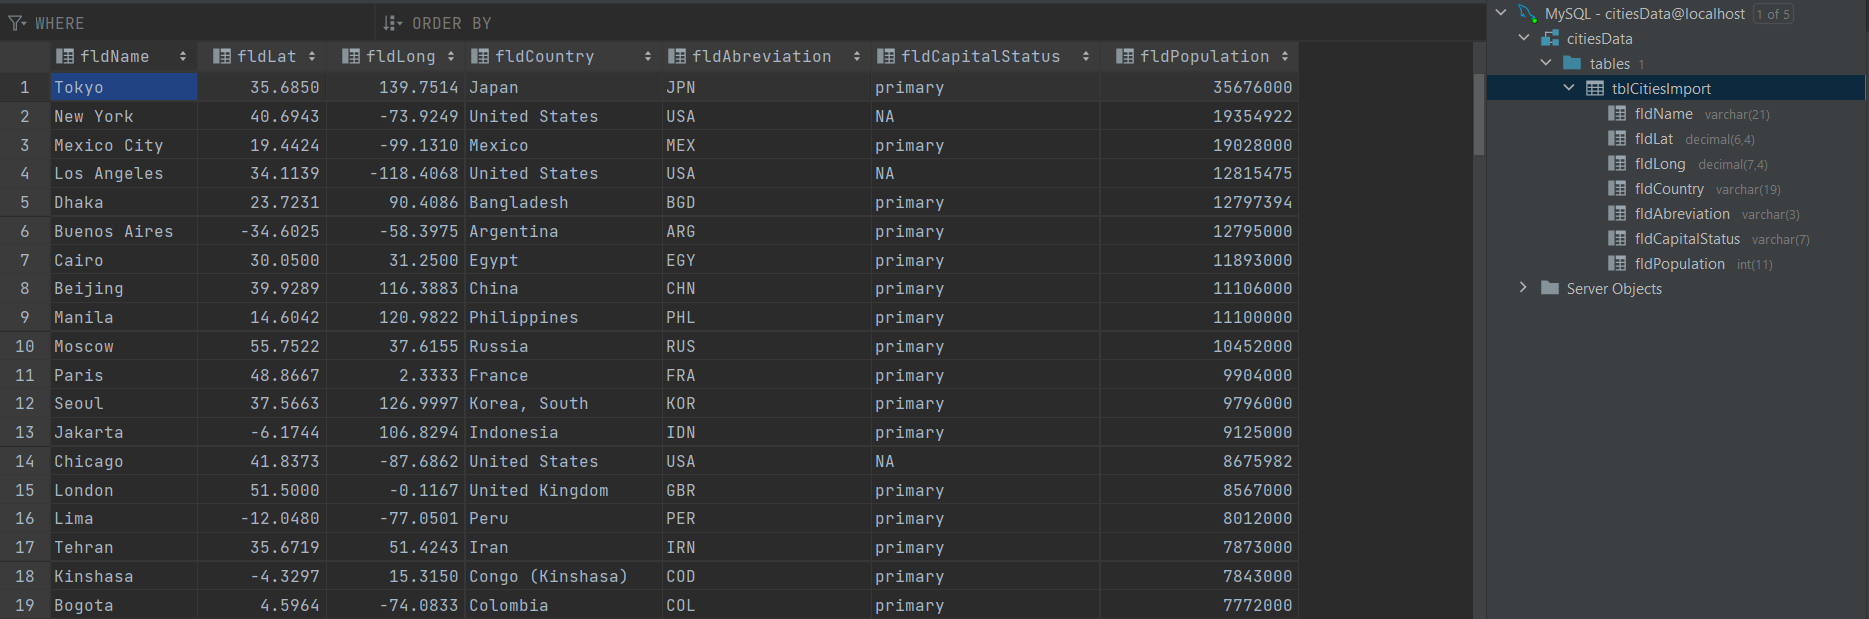 WHERE ORDER BY
fldName fldLat fldLong fldCountry fldAbreviation fldCapitalStatus fldPopulation
1 Tokyo 35.6850 139.7514 Japan JPN primary 35676000
2 New York 40.6943 -73.9249 United States USA NA 19354922
3 Mexico City 19.4424 -99.1310 Mexico MEX primary 19028000
4 Los Angeles 34.1139 -118.4068 United States USA NA 12815475
5 Dhaka 23.7231 90.4086 Bangladesh BGD primary 12797394
6 Buenos Aires -34.6025 -58.3975 Argentina ARG primary 12795000
7 Cairo 30.0500 31.2500 Egypt EGY primary 11893000
8 Beijing 39.9289 116.3883 China CHN primary 11106000
9 Manila 14.6042 120.9822 Philippines PHL primary 11100000
10 Moscow 55.7522 37.6155 Russia RUS primary 10452000
11 Paris 48.8667 2.3333 France FRA primary 9904000
12 Seoul 37.5663 126.9997 Korea, South KOR primary 9796000
13 Jakarta -6.1744 106.8294 Indonesia IDN primary 9125000
14 Chicago 41.8373 -87.6862 United States USA NA 8675982
15 London 51.5000 -0.1167 United Kingdom GBR primary 8567000
16 Lima -12.0480 -77.0501 Peru PER primary 8012000
17 Tehran 35.6719 51.4243 Iran IRN primary 7873000
18 Kinshasa -4.3297 15.3150 Congo (Kinshasa) COD primary 7843000
19 Bogota 4.5964 -74.0833 Colombia COL primary 7772000
MySQL - citiesData@localhost 1 of 5
citiesData
tables 1
tblCitiesImport
fldName varchar(21)
fldLat decimal(6,4)
fldLong decimal(7,4)
fldCountry varchar(19)
fldAbreviation varchar(3)
fldCapitalStatus varchar(7)
fldPopulation int(11)
Server Objects